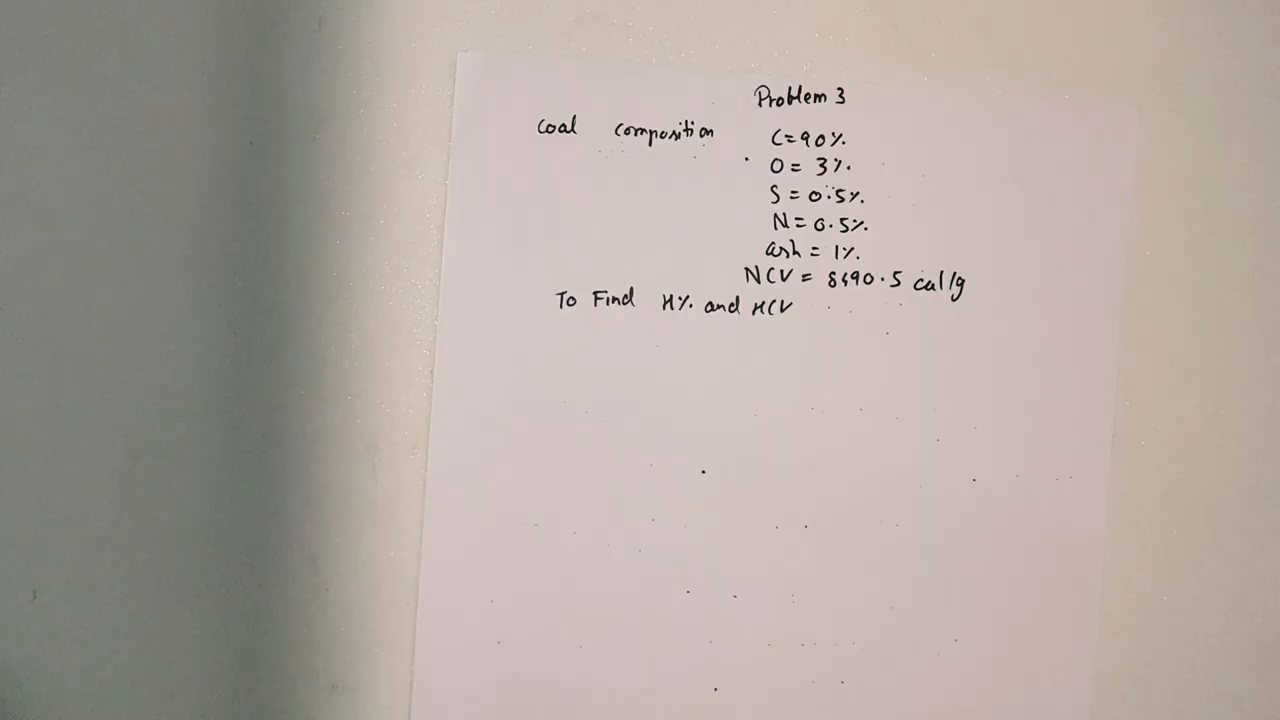 Problem 3
Coal composition C=90%.
O = 3%.
S = 0.5%.
N = 0.5%.
ash = 1%.
NCV = 8490.5 cal/g
To Find H% and HCV